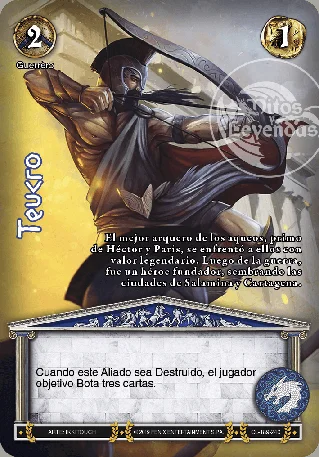 2
1
Guerrero
Mitos
Leyendas
Teukro
El mejor arquero de los aqueos, primo
de Héctor y Paris, se enfrentó a ellos con
valor legendario. Luego de la guerra,
fue un héroe fundador, sembrando las
ciudades de Salamina y Cartagena.
Cuando este Aliado sea Destruido, el jugador
objetivo Bota tres cartas.